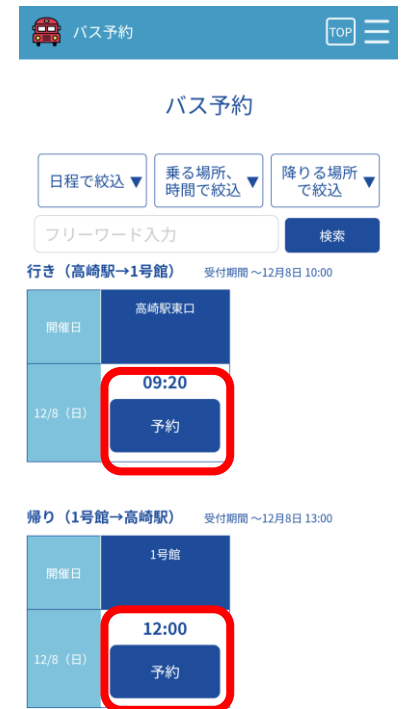 バス予約
TOP
バス予約
日程で絞込▼
乗る場所、
時間で絞込▼
降りる場所
で絞込▼
フリーワード入力
検索
行き（高崎駅→1号館） 受付期間 ～12月8日 10:00
開催日
高崎駅東口
12/8（日）
09:20
予約
帰り（1号館→高崎駅） 受付期間 ～12月8日 13:00
開催日
1号館
12/8（日）
12:00
予約